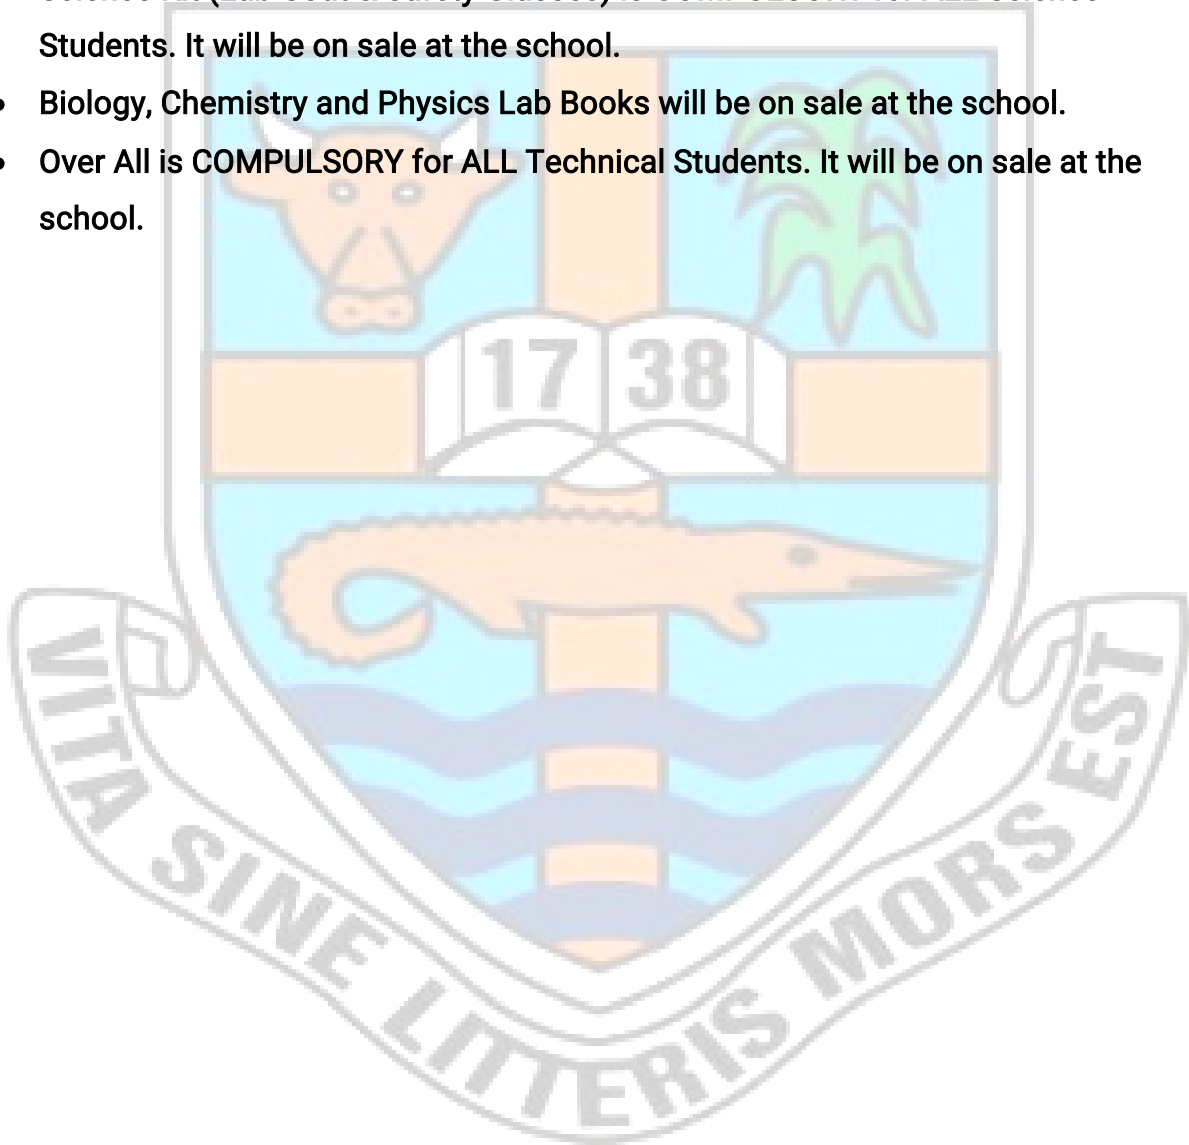 Students. It will be on sale at the school.
• Biology, Chemistry and Physics Lab Books will be on sale at the school.
• Over All is COMPULSORY for ALL Technical Students. It will be on sale at the
school.
17 38
VITA SINE LITTERIS MORS EST